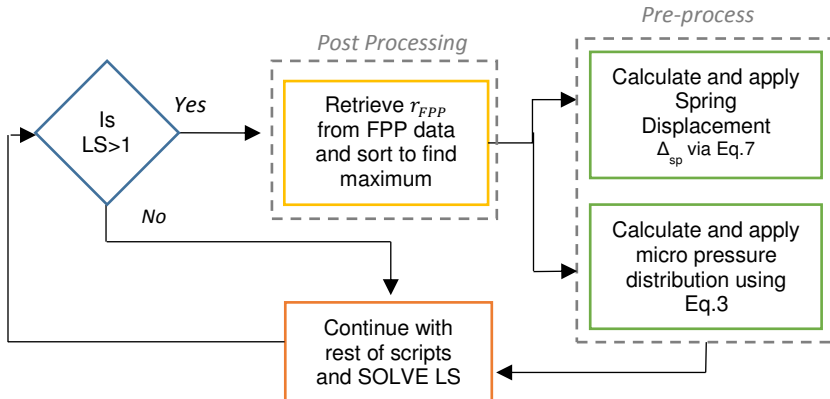 Post Processing
Pre-process
Is
LS>1
Yes
No
Retrieve r_FPP
from FPP data
and sort to find
maximum
Calculate and apply
Spring
Displacement
Δ_sp via Eq.7
Calculate and apply
micro pressure
distribution using
Eq.3
Continue with
rest of scripts
and SOLVE LS